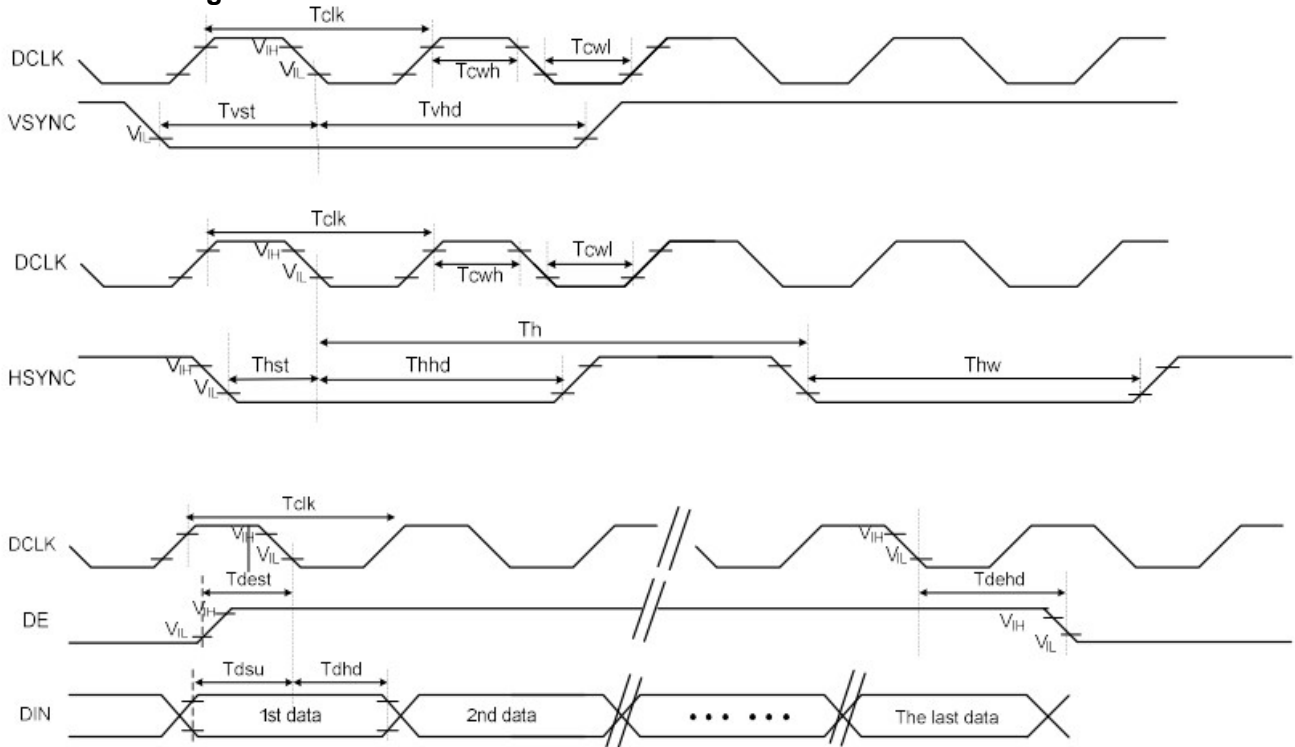 Tclk
DCLK VIH VIL Tcwh Tcwl
VSYNC VIL Tvst Tvhd
Tclk
DCLK VIH VIL Tcwh Tcwl
Th
HSYNC VIH VIL Thst Thhd Thw
Tclk
DCLK VIH VIL VIH VIL
Tdest Tdehd
DE VIH VIL VIH VIL
Tdsu Tdhd
DIN 1st data 2nd data ••• ••• The last data